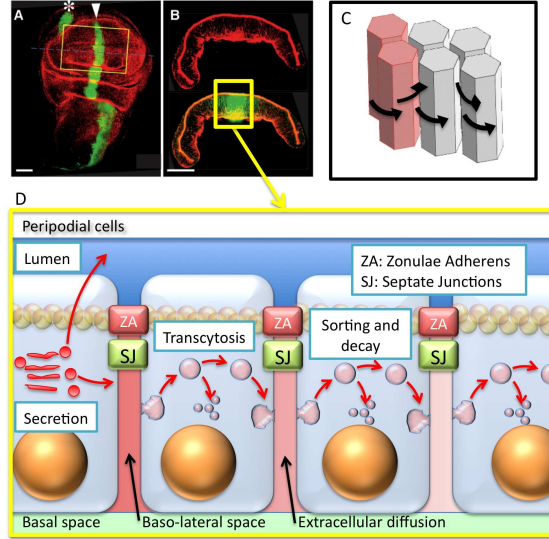 A
*
B
C
D
Peripodial cells
Lumen
ZA: Zonulae Adherens
SJ: Septate Junctions
ZA
ZA
ZA
Transcytosis
Sorting and
decay
SJ
SJ
SJ
Secretion
Basal space
Baso-lateral space
Extracellular diffusion